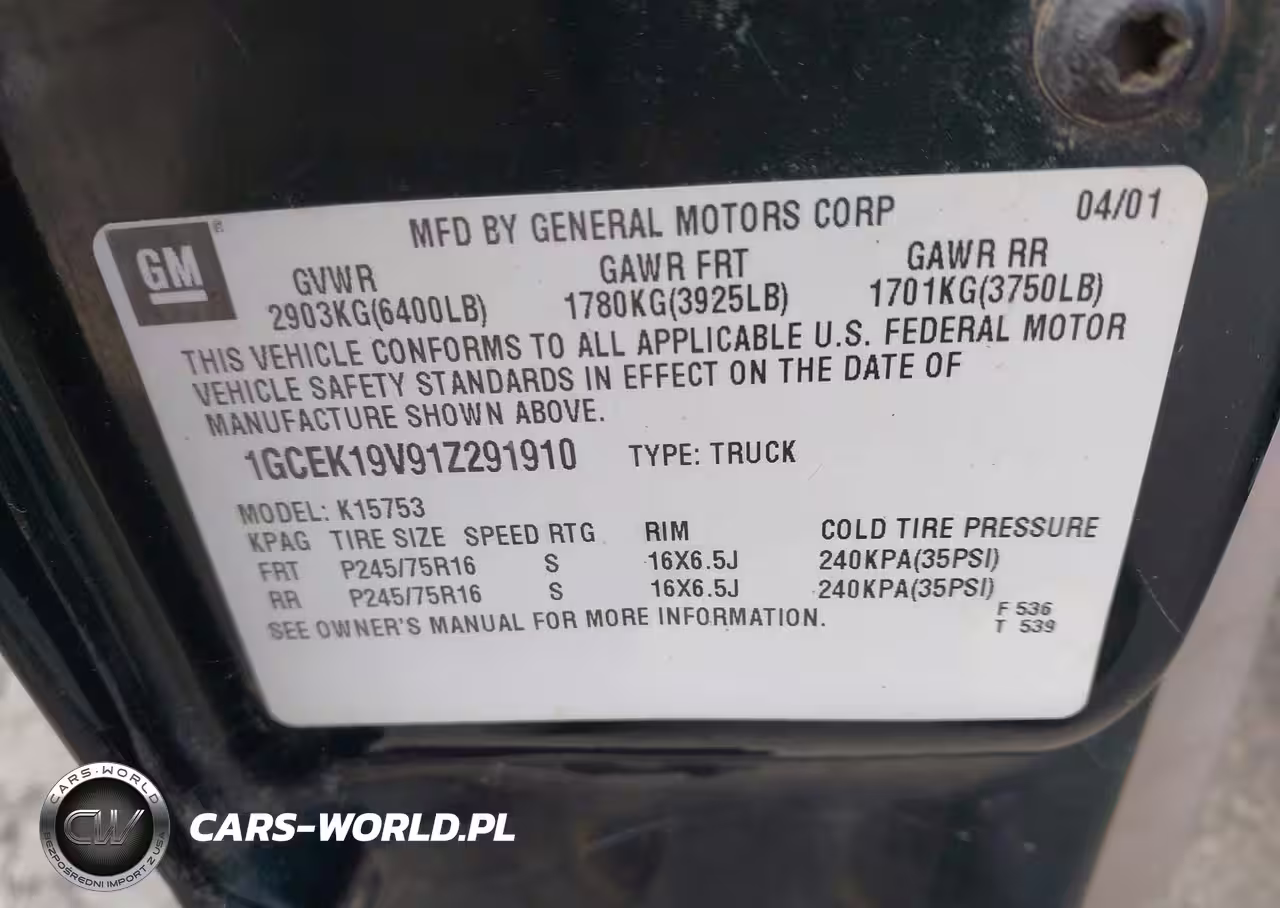 MFD BY GENERAL MOTORS CORP 04/01
GM
GVWR GAWR FRT GAWR RR
2903KG(6400LB) 1780KG(3925LB) 1701KG(3750LB)
THIS VEHICLE CONFORMS TO ALL APPLICABLE U.S. FEDERAL MOTOR
VEHICLE SAFETY STANDARDS IN EFFECT ON THE DATE OF
MANUFACTURE SHOWN ABOVE.
1GCEK19V91Z291910 TYPE: TRUCK
MODEL: K15753
KPAG TIRE SIZE SPEED RTG RIM COLD TIRE PRESSURE
FRT P245/75R16 S 16X6.5J 240KPA(35PSI)
RR P245/75R16 S 16X6.5J 240KPA(35PSI)
SEE OWNER'S MANUAL FOR MORE INFORMATION.
F 536
T 539
CARS-WORLD
CW
BEZPOŚREDNI IMPORT Z USA
CARS-WORLD.PL